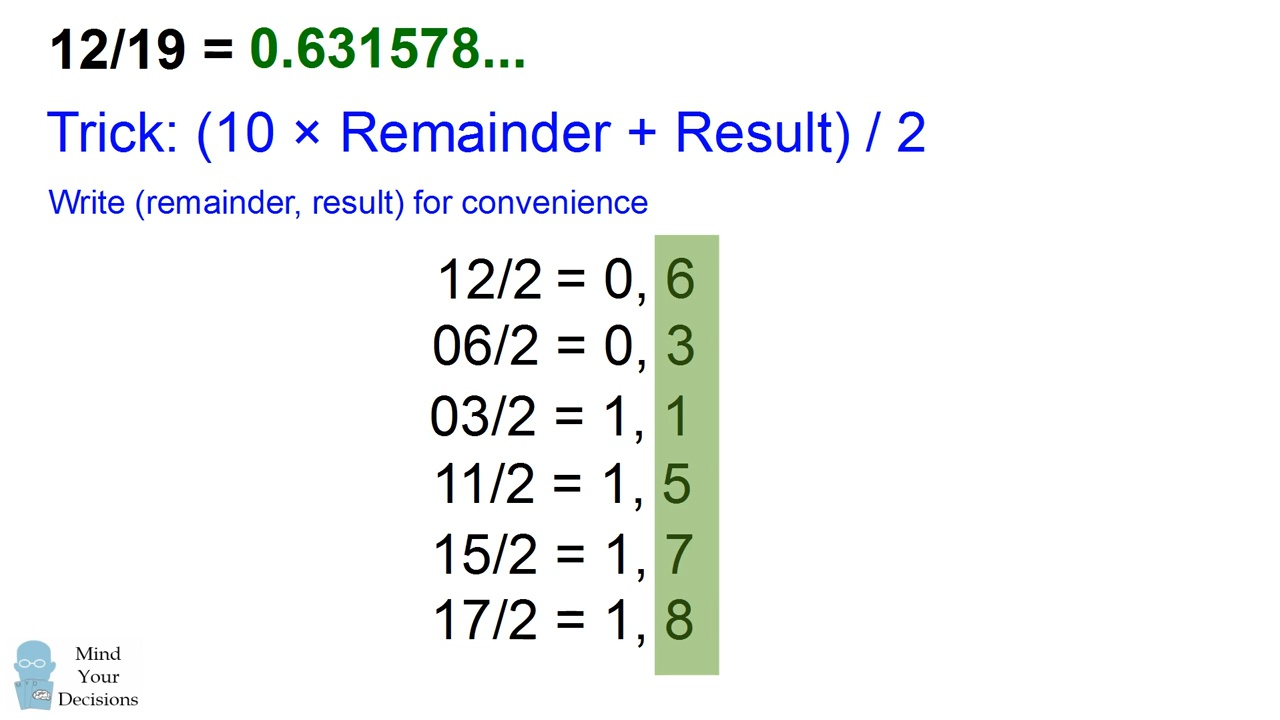 12/19 = 0.631578...
Trick: (10 × Remainder + Result) / 2
Write (remainder, result) for convenience
12/2 = 0, 6
06/2 = 0, 3
03/2 = 1, 1
11/2 = 1, 5
15/2 = 1, 7
17/2 = 1, 8
Mind
Your
Decisions